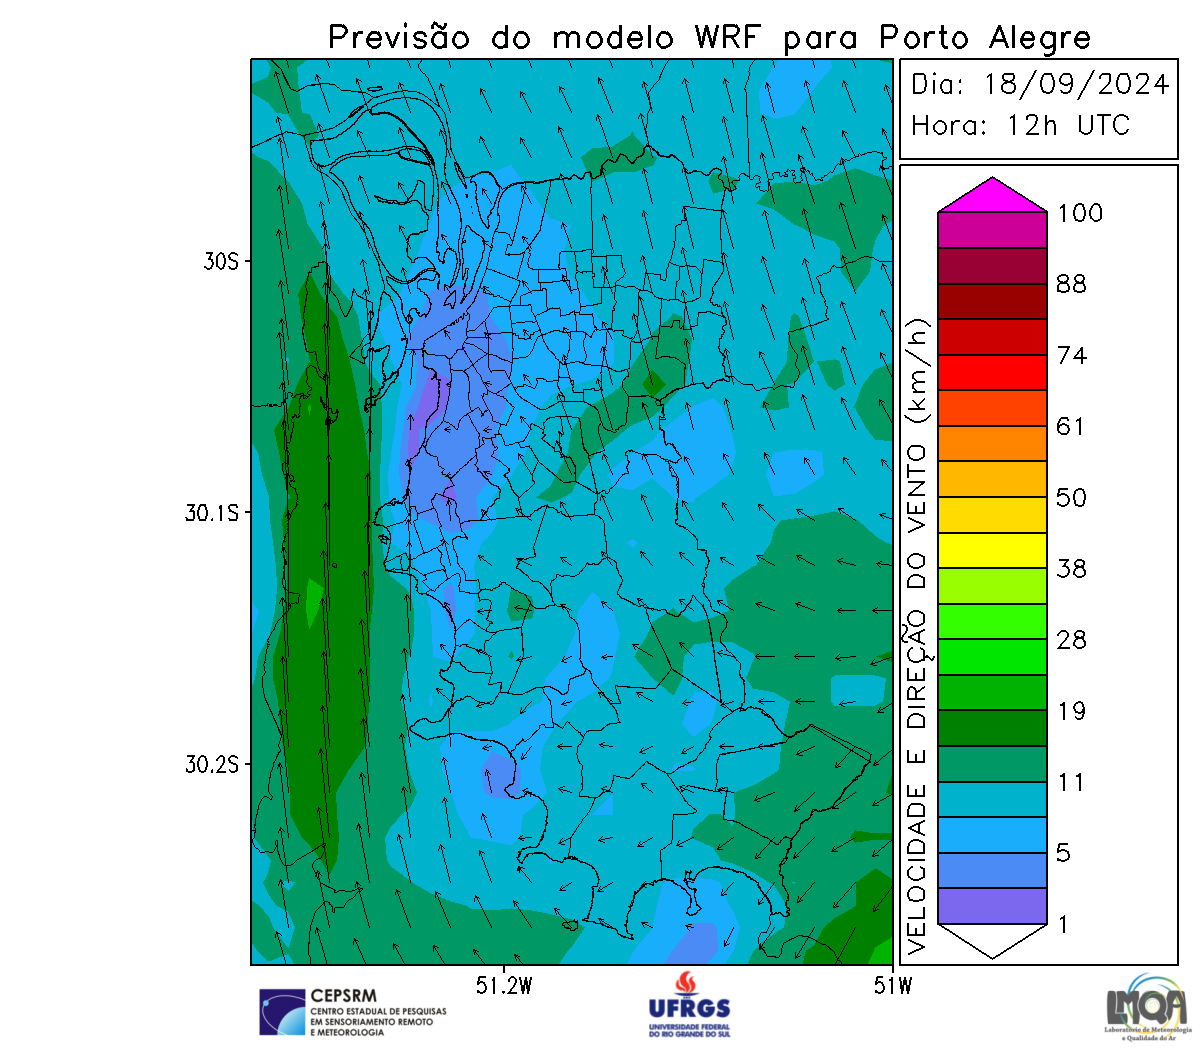 Previsão do modelo WRF para Porto Alegre
Dia: 18/09/2024
Hora: 12h UTC
30S
30.1S
30.2S
51.2W
51W
VELOCIDADE E DIREÇÃO DO VENTO (km/h)
100
88
74
61
50
38
28
19
11
5
1
CEPSRM
CENTRO ESTADUAL DE PESQUISAS
EM SENSORIAMENTO REMOTO
E METEOROLOGIA
UFRGS
UNIVERSIDADE FEDERAL
DO RIO GRANDE DO SUL
LMQA
Laboratório de Meteorologia
e Qualidade do Ar